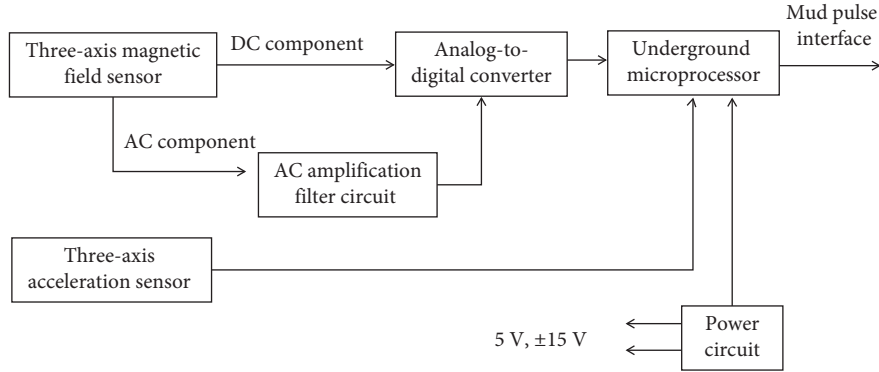 Three-axis magnetic
field sensor
DC component
Analog-to-
digital converter
Underground
microprocessor
Mud pulse
interface
AC component
AC amplification
filter circuit
Three-axis
acceleration sensor
5 V, ±15 V
Power
circuit